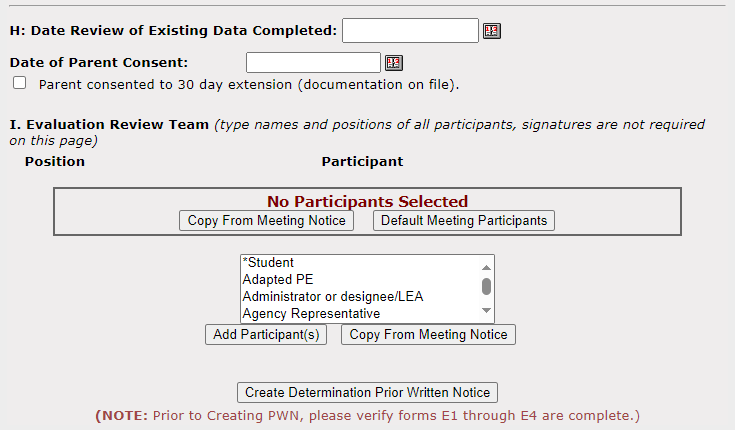 H: Date Review of Existing Data Completed:
Date of Parent Consent:
Parent consented to 30 day extension (documentation on file).
I. Evaluation Review Team (type names and positions of all participants, signatures are not required
on this page)
Position Participant
No Participants Selected
Copy From Meeting Notice Default Meeting Participants
*Student
Adapted PE
Administrator or designee/LEA
Agency Representative
Add Participant(s) Copy From Meeting Notice
Create Determination Prior Written Notice
(NOTE: Prior to Creating PWN, please verify forms E1 through E4 are complete.)